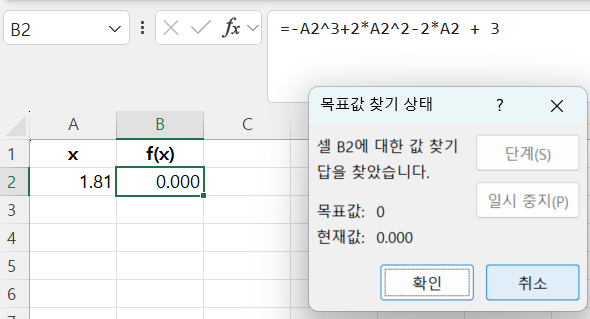 B2
fx
=-A2^3+2*A2^2-2*A2 + 3
A B C
1 x f(x)
2 1.81 0.000
3
4
5
6
7
목표값 찾기 상태 ?
셀 B2에 대한 값 찾기
답을 찾았습니다.
단계(S)
일시 중지(P)
목표값: 0
현재값: 0.000
확인 취소